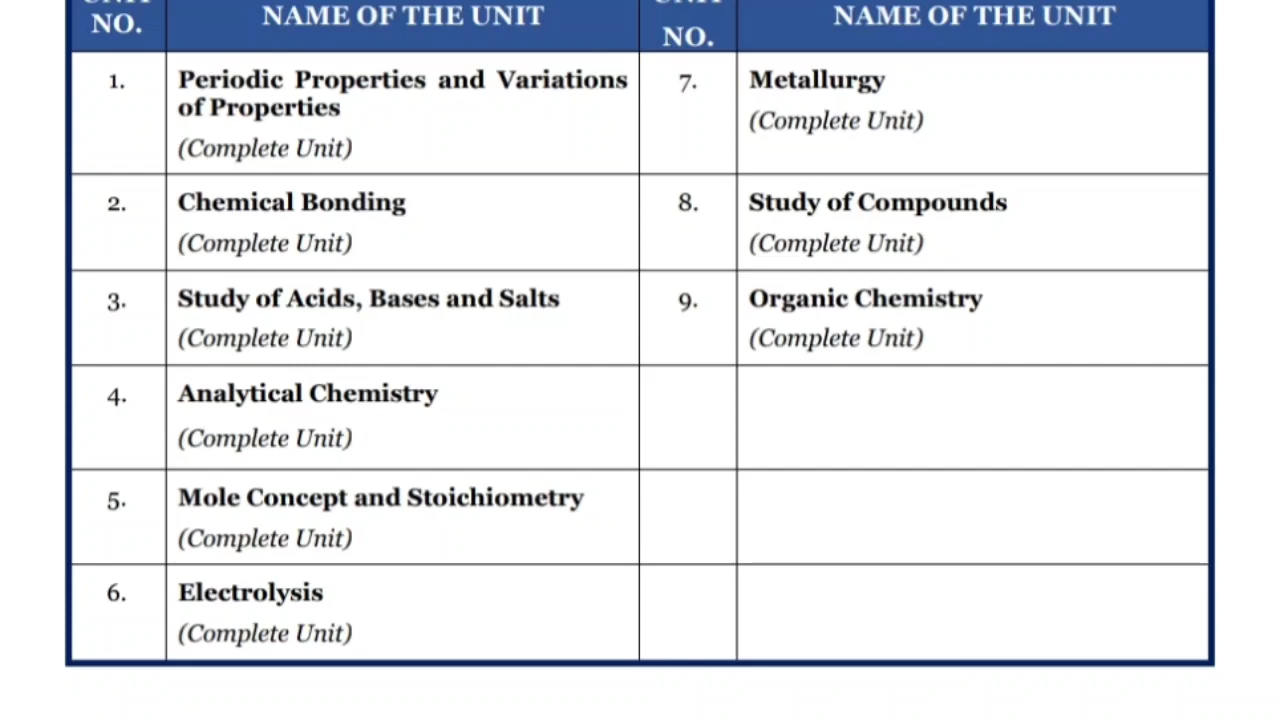 NO.
NAME OF THE UNIT
NO.
NAME OF THE UNIT
1.
Periodic Properties and Variations
of Properties
(Complete Unit)
7.
Metallurgy
(Complete Unit)
2.
Chemical Bonding
(Complete Unit)
8.
Study of Compounds
(Complete Unit)
3.
Study of Acids, Bases and Salts
(Complete Unit)
9.
Organic Chemistry
(Complete Unit)
4.
Analytical Chemistry
(Complete Unit)
5.
Mole Concept and Stoichiometry
(Complete Unit)
6.
Electrolysis
(Complete Unit)